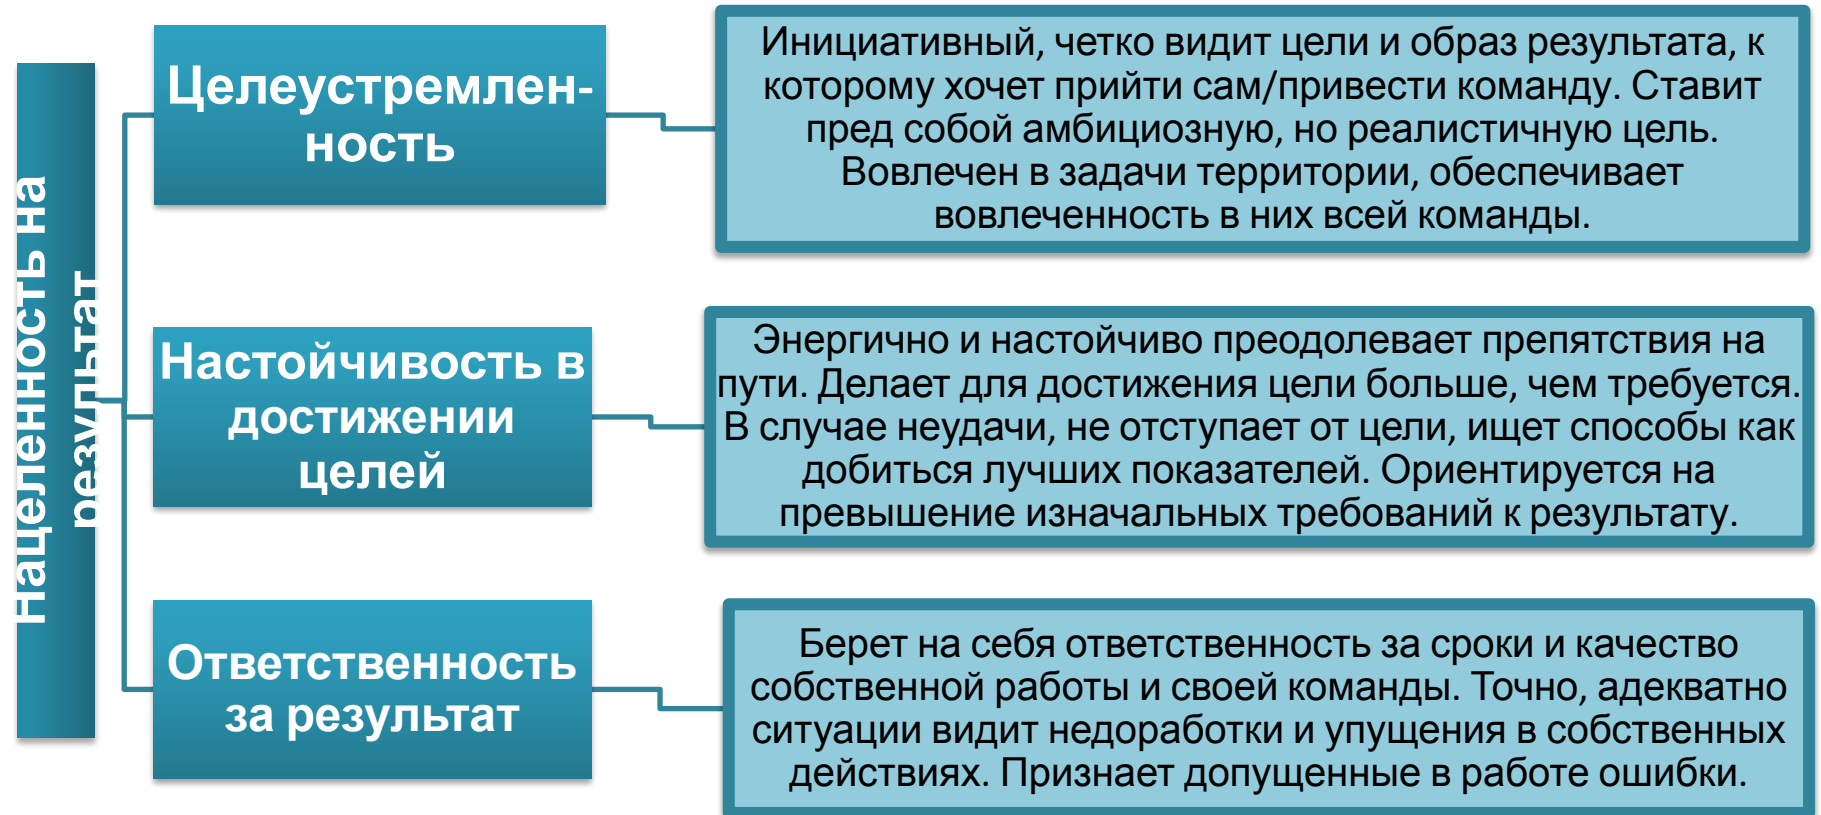 Нацеленность на
результат
Целеустремлен-
ность
Инициативный, четко видит цели и образ результата, к
которому хочет прийти сам/привести команду. Ставит
пред собой амбициозную, но реалистичную цель.
Вовлечен в задачи территории, обеспечивает
вовлеченность в них всей команды.
Настойчивость в
достижении
целей
Энергично и настойчиво преодолевает препятствия на
пути. Делает для достижения цели больше, чем требуется.
В случае неудачи, не отступает от цели, ищет способы как
добиться лучших показателей. Ориентируется на
превышение изначальных требований к результату.
Ответственность
за результат
Берет на себя ответственность за сроки и качество
собственной работы и своей команды. Точно, адекватно
ситуации видит недоработки и упущения в собственных
действиях. Признает допущенные в работе ошибки.